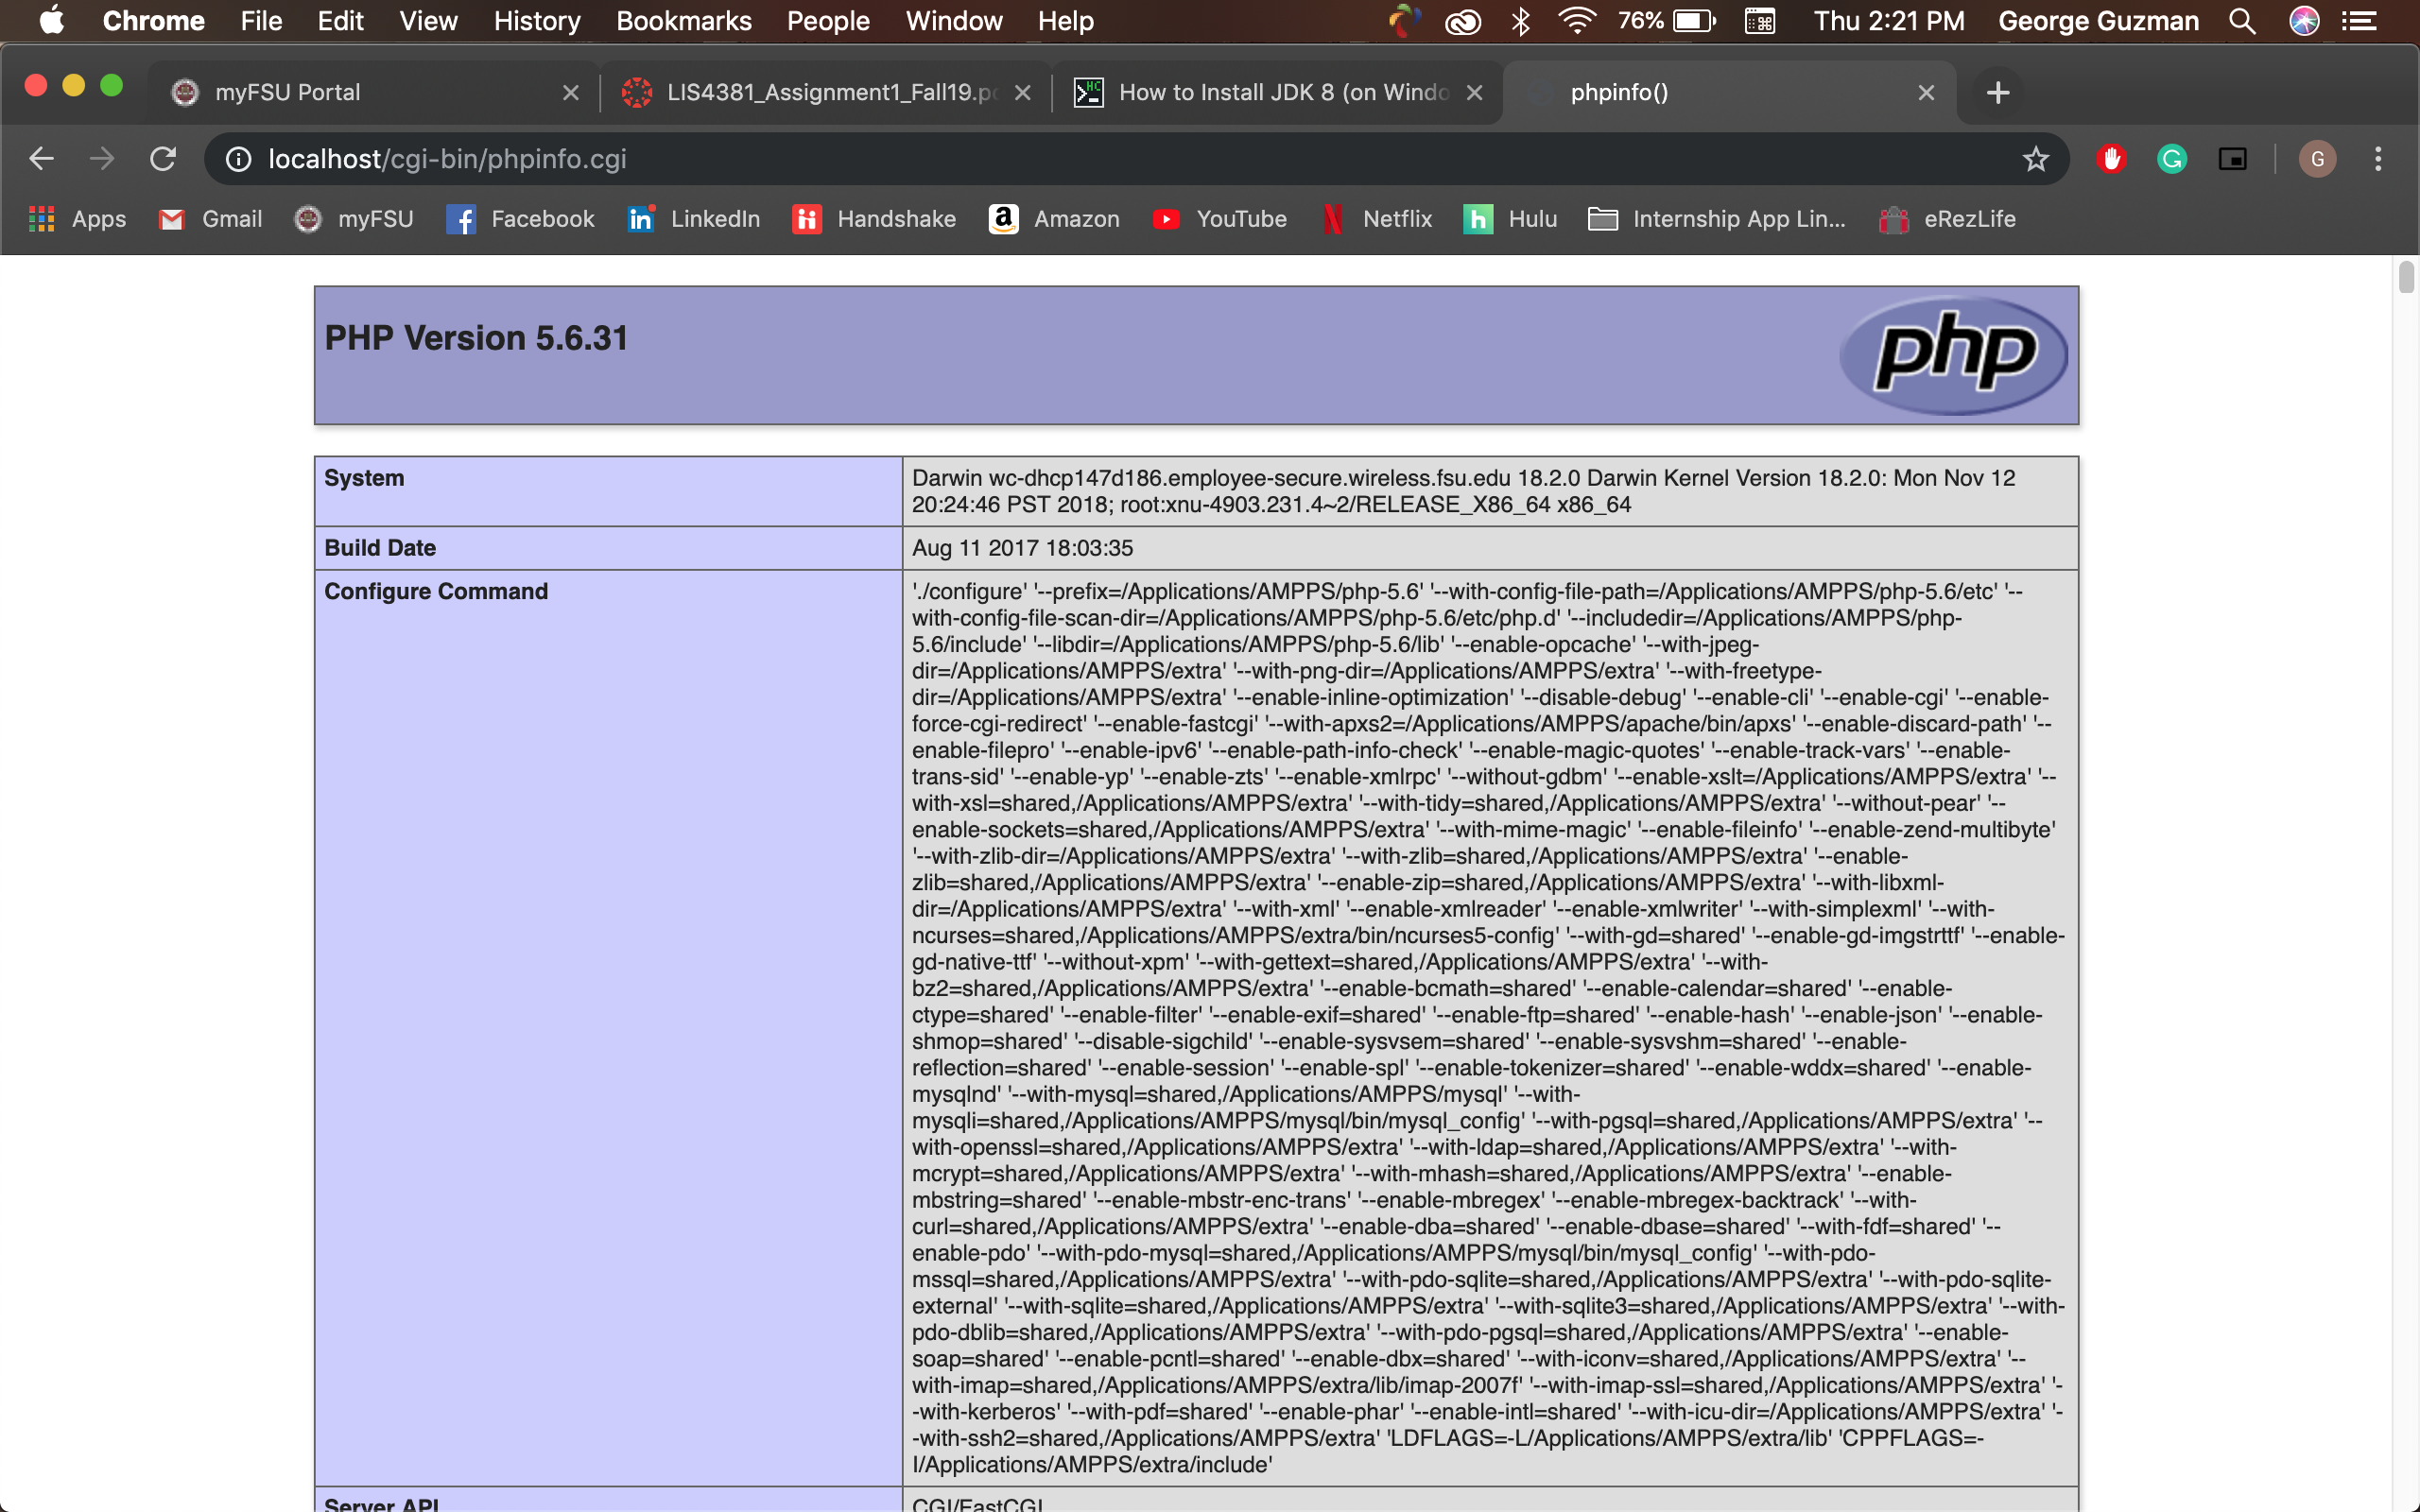 Chrome File Edit View History Bookmarks People Window Help 76% Thu 2:21 PM George Guzman
myFSU Portal LIS4381_Assignment1_Fall19.p How to Install JDK 8 (on Windo phpinfo()
localhost/cgi-bin/phpinfo.cgi G
Apps Gmail myFSU Facebook LinkedIn Handshake Amazon YouTube Netflix Hulu Internship App Lin... eRezLife
PHP Version 5.6.31 php
System Darwin wc-dhcp147d186.employee-secure.wireless.fsu.edu 18.2.0 Darwin Kernel Version 18.2.0: Mon Nov 12
20:24:46 PST 2018; root:xnu-4903.231.4~2/RELEASE_X86_64 x86_64
Build Date Aug 11 2017 18:03:35
Configure Command './configure' '--prefix=/Applications/AMPPS/php-5.6' '--with-config-file-path=/Applications/AMPPS/php-5.6/etc' '--
with-config-file-scan-dir=/Applications/AMPPS/php-5.6/etc/php.d' '--includedir=/Applications/AMPPS/php-
5.6/include' '--libdir=/Applications/AMPPS/php-5.6/lib' '--enable-opcache' '--with-jpeg-
dir=/Applications/AMPPS/extra' '--with-png-dir=/Applications/AMPPS/extra' '--with-freetype-
dir=/Applications/AMPPS/extra' '--enable-inline-optimization' '--disable-debug' '--enable-cli' '--enable-cgi' '--enable-
force-cgi-redirect' '--enable-fastcgi' '--with-apxs2=/Applications/AMPPS/apache/bin/apxs' '--enable-discard-path' '--
enable-filepro' '--enable-ipv6' '--enable-path-info-check' '--enable-magic-quotes' '--enable-track-vars' '--enable-
trans-sid' '--enable-yp' '--enable-zts' '--enable-xmlrpc' '--without-gdbm' '--enable-xslt=/Applications/AMPPS/extra' '--
with-xsl=shared,/Applications/AMPPS/extra' '--with-tidy=shared,/Applications/AMPPS/extra' '--without-pear' '--
enable-sockets=shared,/Applications/AMPPS/extra' '--with-mime-magic' '--enable-fileinfo' '--enable-zend-multibyte'
'--with-zlib-dir=/Applications/AMPPS/extra' '--with-zlib=shared,/Applications/AMPPS/extra' '--enable-
zlib=shared,/Applications/AMPPS/extra' '--enable-zip=shared,/Applications/AMPPS/extra' '--with-libxml-
dir=/Applications/AMPPS/extra' '--with-xml' '--enable-xmlreader' '--enable-xmlwriter' '--with-simplexml' '--with-
ncurses=shared,/Applications/AMPPS/extra/bin/ncurses5-config' '--with-gd=shared' '--enable-gd-imgstrttf' '--enable-
gd-native-ttf' '--without-xpm' '--with-gettext=shared,/Applications/AMPPS/extra' '--with-
bz2=shared,/Applications/AMPPS/extra' '--enable-bcmath=shared' '--enable-calendar=shared' '--enable-
ctype=shared' '--enable-filter' '--enable-exif=shared' '--enable-ftp=shared' '--enable-hash' '--enable-json' '--enable-
shmop=shared' '--disable-sigchild' '--enable-sysvsem=shared' '--enable-sysvshm=shared' '--enable-
reflection=shared' '--enable-session' '--enable-spl' '--enable-tokenizer=shared' '--enable-wddx=shared' '--enable-
mysqlnd' '--with-mysql=shared,/Applications/AMPPS/mysql' '--with-
mysqli=shared,/Applications/AMPPS/mysql/bin/mysql_config' '--with-pgsql=shared,/Applications/AMPPS/extra' '--
with-openssl=shared,/Applications/AMPPS/extra' '--with-ldap=shared,/Applications/AMPPS/extra' '--with-
mcrypt=shared,/Applications/AMPPS/extra' '--with-mhash=shared,/Applications/AMPPS/extra' '--enable-
mbstring=shared' '--enable-mbstr-enc-trans' '--enable-mbregex' '--enable-mbregex-backtrack' '--with-
curl=shared,/Applications/AMPPS/extra' '--enable-dba=shared' '--enable-dbase=shared' '--with-fdf=shared' '--
enable-pdo' '--with-pdo-mysql=shared,/Applications/AMPPS/mysql/bin/mysql_config' '--with-pdo-
mssql=shared,/Applications/AMPPS/extra' '--with-pdo-sqlite=shared,/Applications/AMPPS/extra' '--with-pdo-sqlite-
external' '--with-sqlite=shared,/Applications/AMPPS/extra' '--with-sqlite3=shared,/Applications/AMPPS/extra' '--with-
pdo-dblib=shared,/Applications/AMPPS/extra' '--with-pdo-pgsql=shared,/Applications/AMPPS/extra' '--enable-
soap=shared' '--enable-pcntl=shared' '--enable-dbx=shared' '--with-iconv=shared,/Applications/AMPPS/extra' '--
with-imap=shared,/Applications/AMPPS/extra/lib/imap-2007f' '--with-imap-ssl=shared,/Applications/AMPPS/extra' '-
-with-kerberos' '--with-pdf=shared' '--enable-phar' '--enable-intl=shared' '--with-icu-dir=/Applications/AMPPS/extra' '-
-with-ssh2=shared,/Applications/AMPPS/extra' 'LDFLAGS=-L/Applications/AMPPS/extra/lib' 'CPPFLAGS=-
I/Applications/AMPPS/extra/include'
Server API CGI/FastCGI